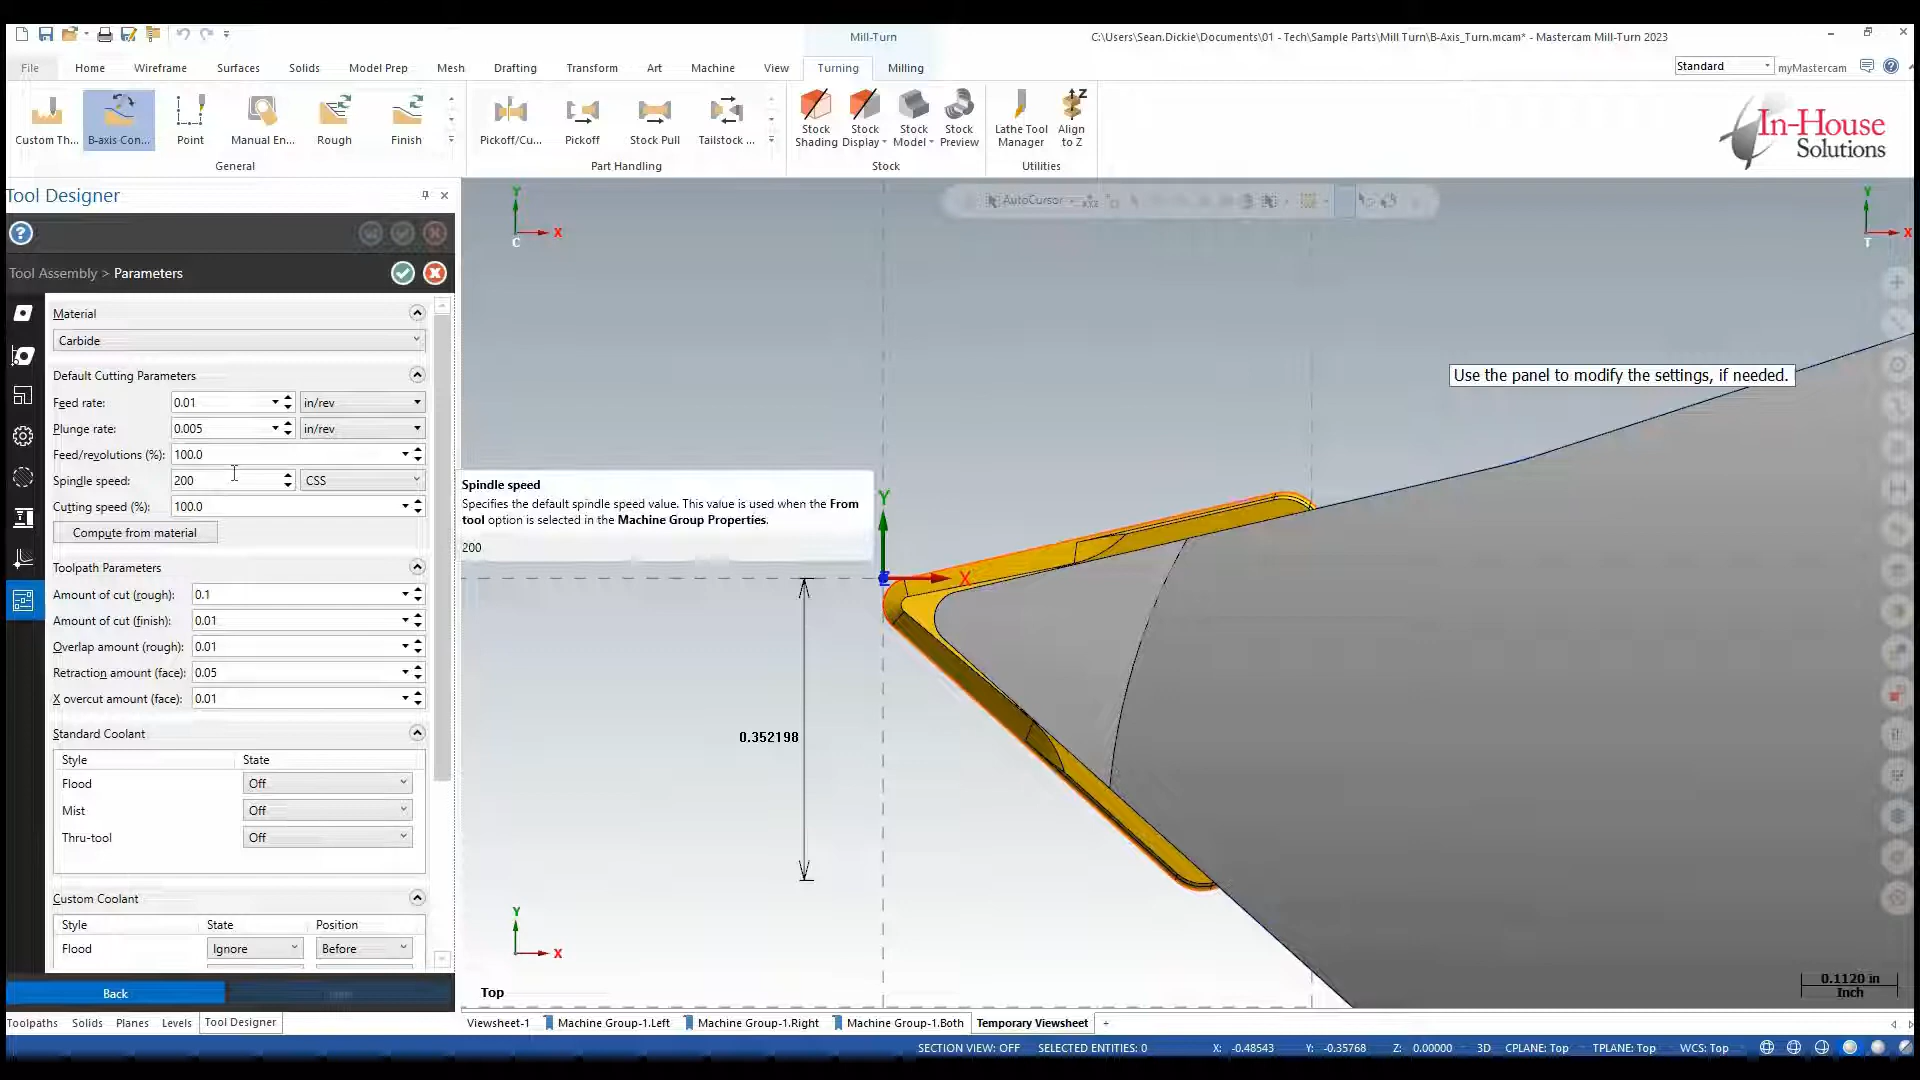 Mill-Turn
C:\Users\Sean.Dickie\Documents\01 - Tech\Sample Parts\Mill Turn\B-Axis_Turn.mcam* - Mastercam Mill-Turn 2023
File Home Wireframe Surfaces Solids Model Prep Mesh Drafting Transform Art Machine View Turning Milling
Standard myMastercam
Custom Th... B-axis Con... Point Manual En... Rough Finish
Pickoff/Cu... Pickoff Stock Pull Tailstock ...
Stock Shading
Stock Display
Stock Model
Stock Preview
Lathe Tool Manager
Align to Z
General Part Handling Stock Utilities
In-House
Solutions
Tool Designer
Tool Assembly > Parameters
Material
Carbide
Default Cutting Parameters
Feed rate: 0.01 in/rev
Plunge rate: 0.005 in/rev
Feed/revolutions (%): 100.0
Spindle speed: 200 CSS
Cutting speed (%): 100.0
Compute from material
Toolpath Parameters
Amount of cut (rough): 0.1
Amount of cut (finish): 0.01
Overlap amount (rough): 0.01
Retraction amount (face): 0.05
X overcut amount (face): 0.01
Standard Coolant
Style State
Flood Off
Mist Off
Thru-tool Off
Custom Coolant
Style State Position
Flood Ignore Before
Back
Y
X
C
AutoCursor
Y
X
T
Use the panel to modify the settings, if needed.
Spindle speed
Specifies the default spindle speed value. This value is used when the From
tool option is selected in the Machine Group Properties.
200
Y
Z
X
0.352198
Y
X
Top
0.1120 in
Inch
Toolpaths Solids Planes Levels Tool Designer
Viewsheet-1 Machine Group-1.Left Machine Group-1.Right Machine Group-1.Both Temporary Viewsheet +
SECTION VIEW: OFF SELECTED ENTITIES: 0 X: -0.48543 Y: -0.35768 Z: 0.00000 3D CPLANE: Top TPLANE: Top WCS: Top